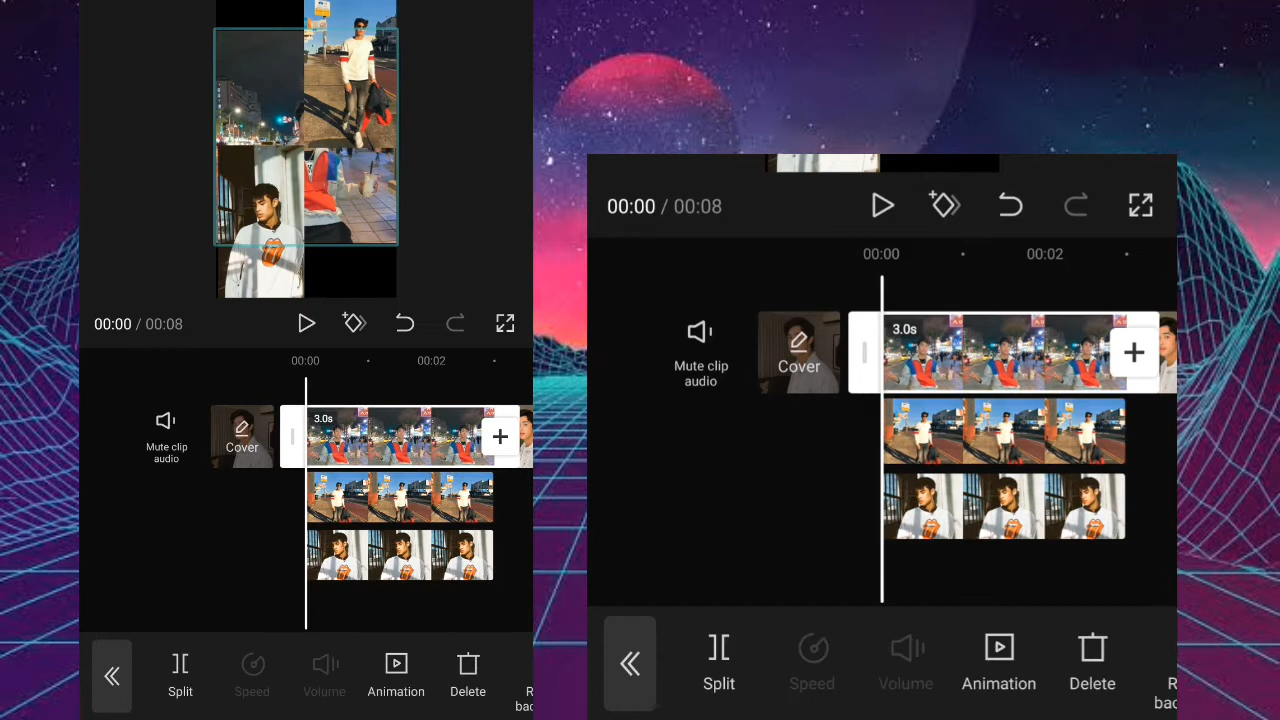 00:00 / 00:08
00:00
00:02
Mute clip
audio
Cover
3.0s
Split
Speed
Volume
Animation
Delete
R
bac
00:00 / 00:08
00:00
00:02
Mute clip
audio
Cover
3.0s
Split
Speed
Volume
Animation
Delete
R
bac